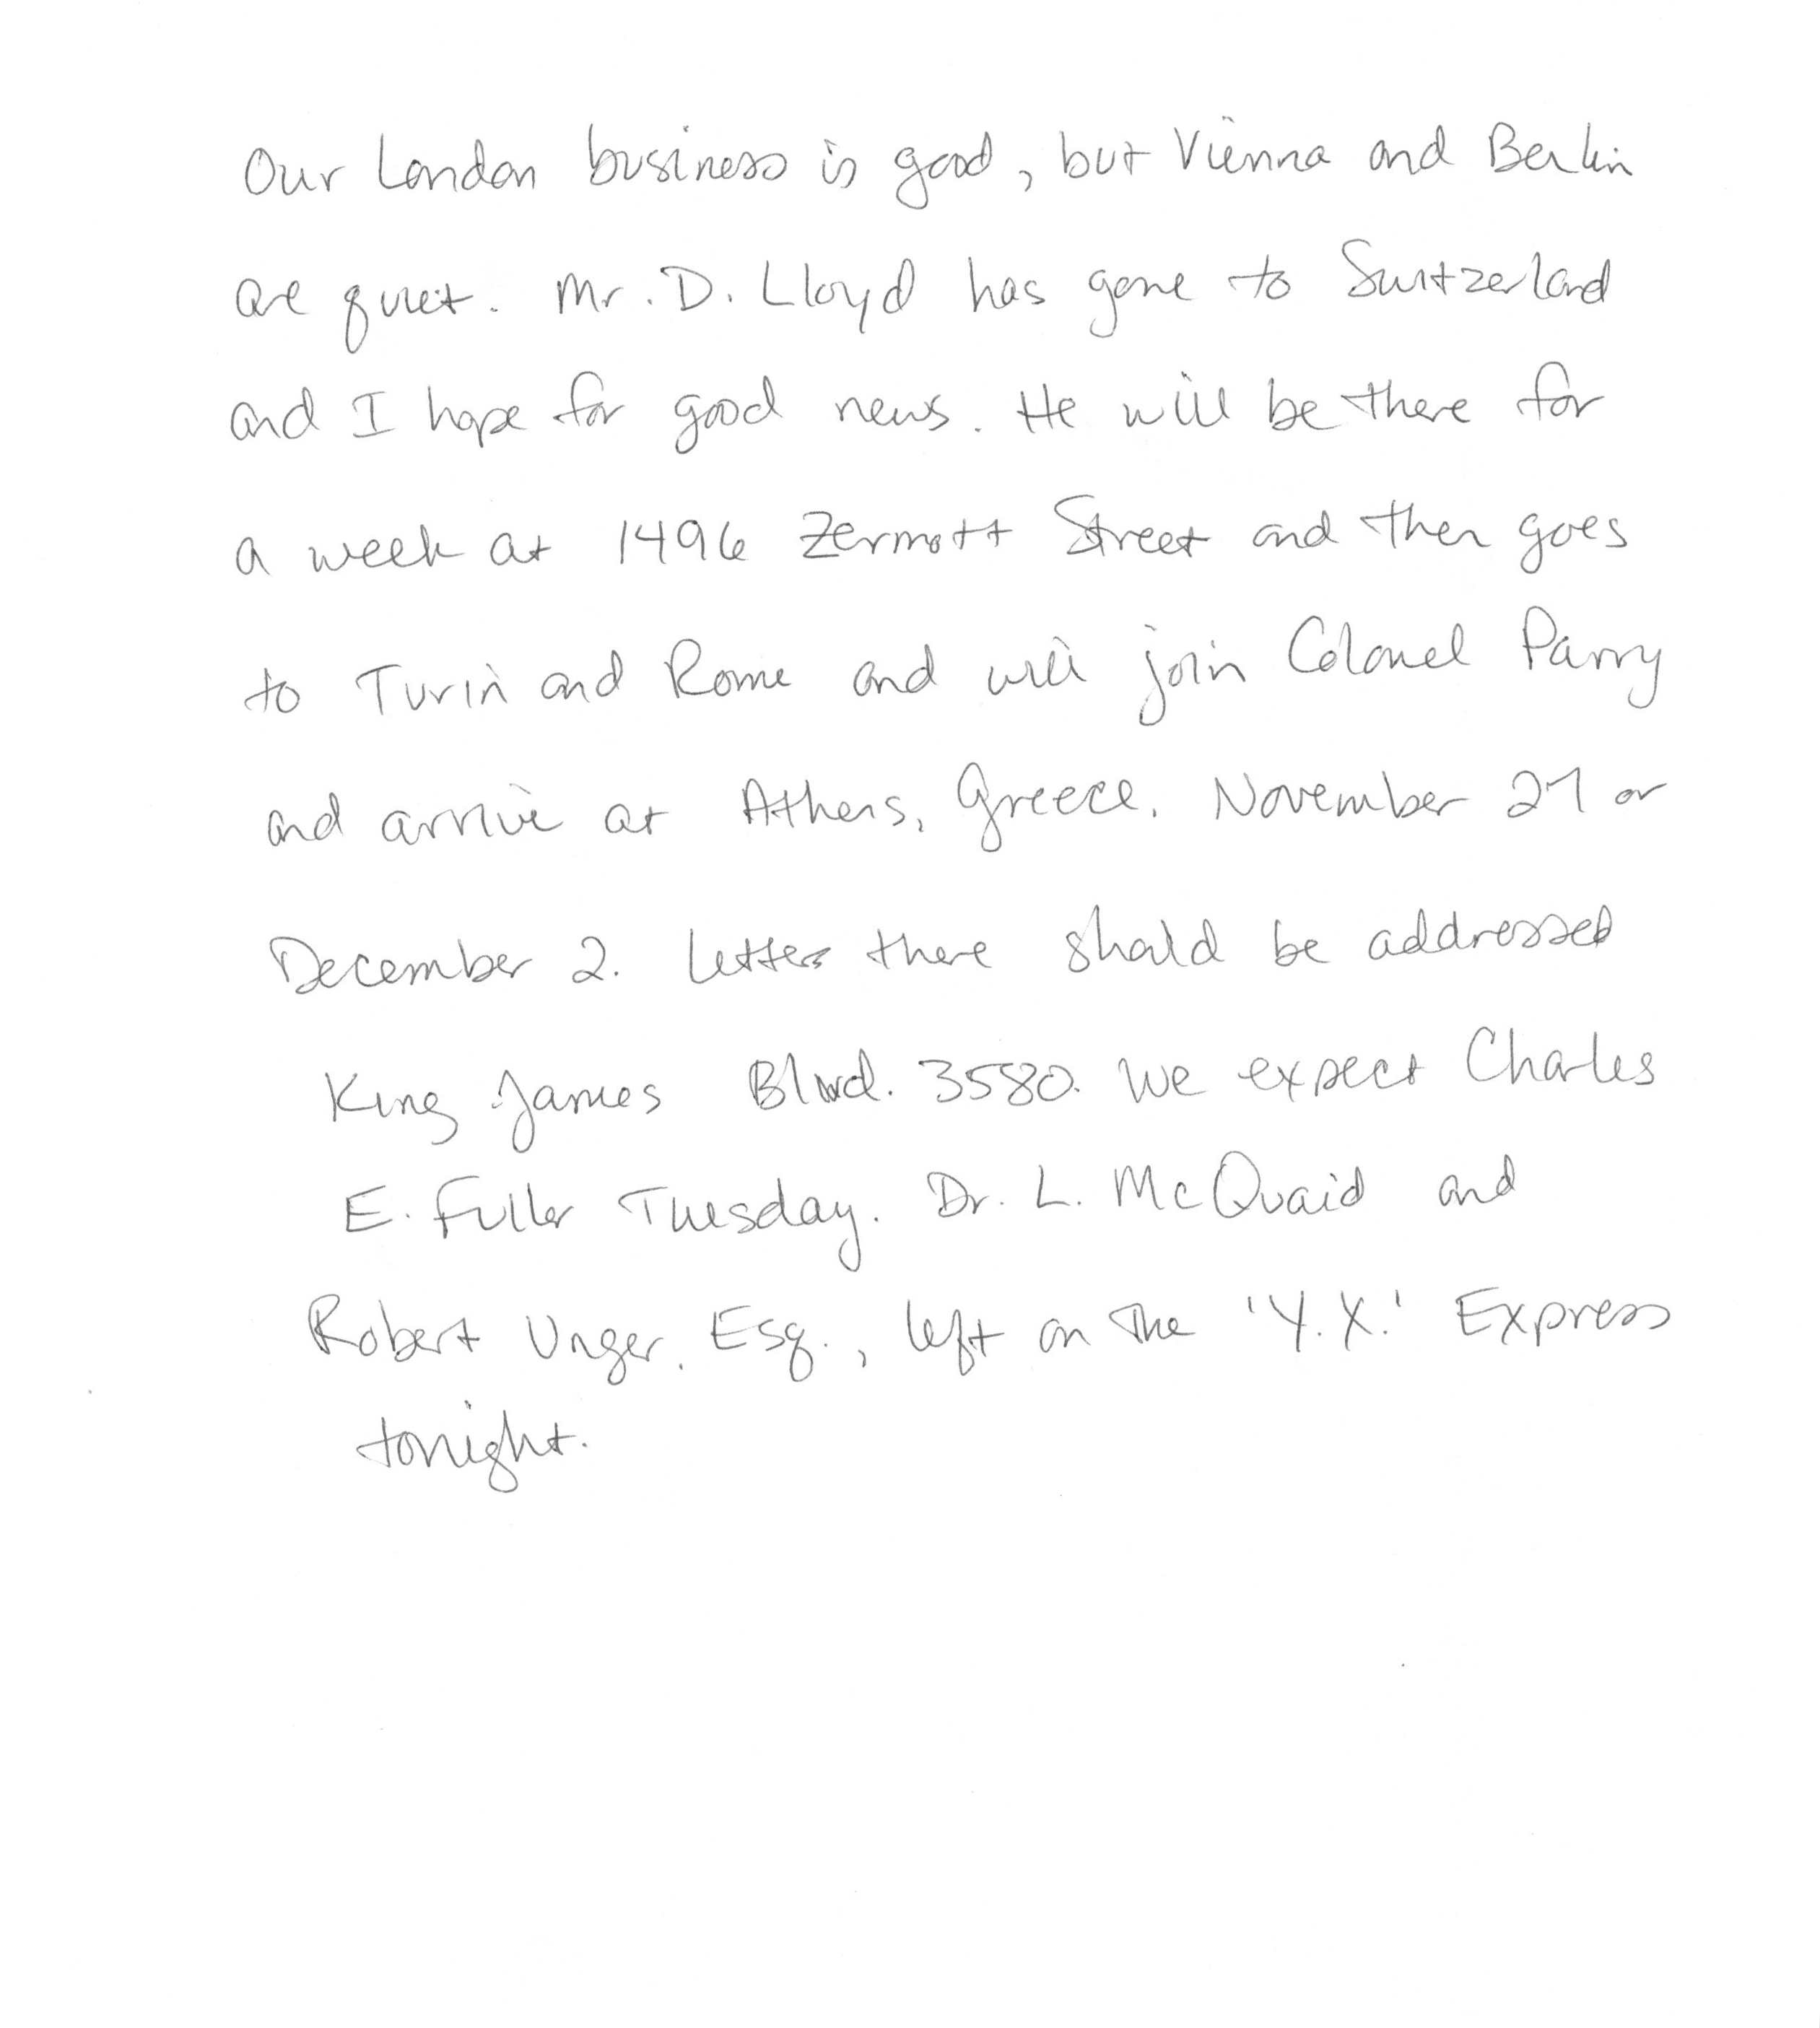 Our London business is good, but Vienna and Berlin
are quiet. Mr. D. Lloyd has gone to Switzerland
and I hope for good news. He will be there for
a week at 1496 Zermott Street and then goes
to Turin and Rome and will join Colonel Parry
and arrive at Athens, Greece, November 27 or
December 2. Letters there should be addressed
King James Blvd. 3580. We expect Charles
E. Fuller Tuesday. Dr. L. McQuaid and
Robert Unger, Esq., left on the 'Y.X.' Express
tonight.